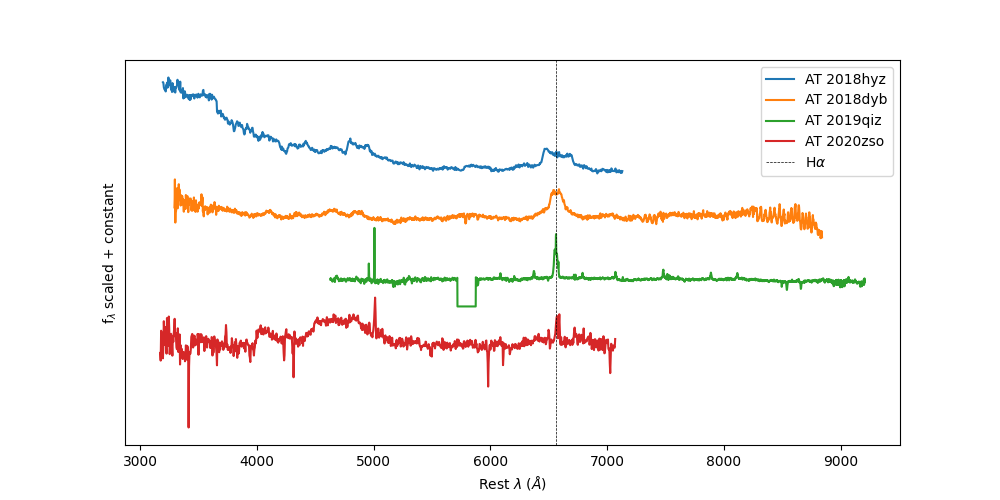 AT 2018hyz
AT 2018dyb
AT 2019qiz
AT 2020zso
Hα
f_λ scaled + constant
3000 4000 5000 6000 7000 8000 9000
Rest λ (Å)